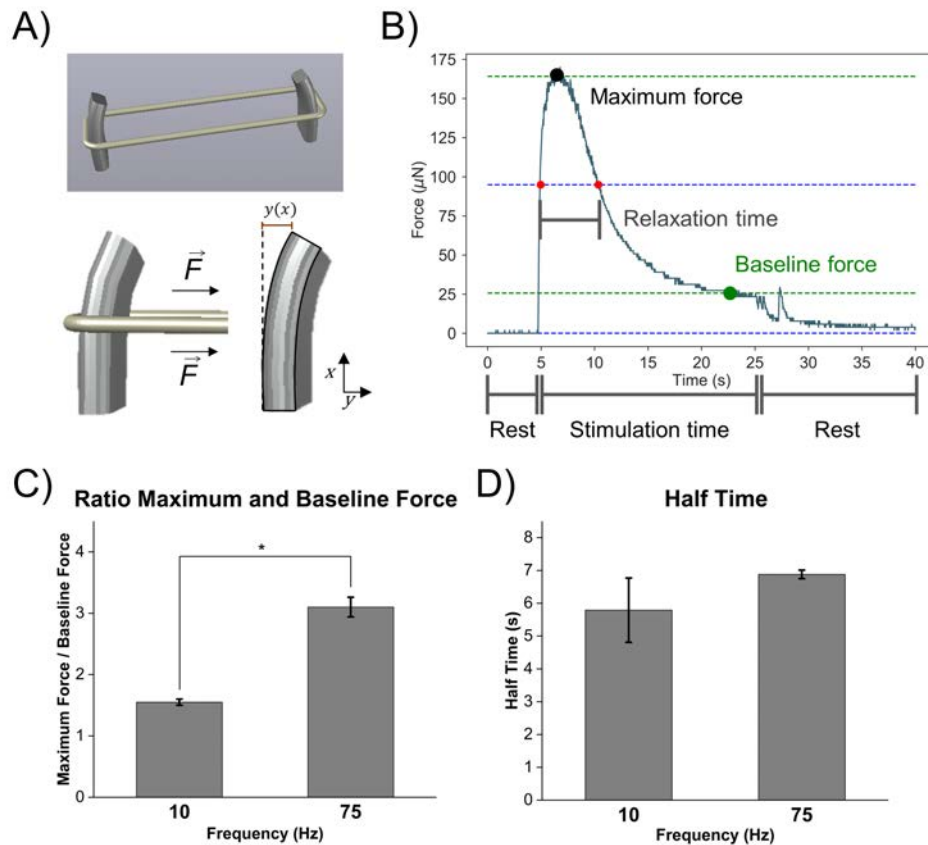 A)
y(x)
F
F
x
y
B)
175
150
125
100
75
50
25
0
Force (µN)
Maximum force
Relaxation time
Baseline force
0 5 10 15 20 25 30 35 40
Time (s)
Rest Stimulation time Rest
C)
Ratio Maximum and Baseline Force
Maximum Force / Baseline Force
4
3
2
1
0
*
10 75
Frequency (Hz)
D)
Half Time
Half Time (s)
8
7
6
5
4
3
2
1
0
10 75
Frequency (Hz)